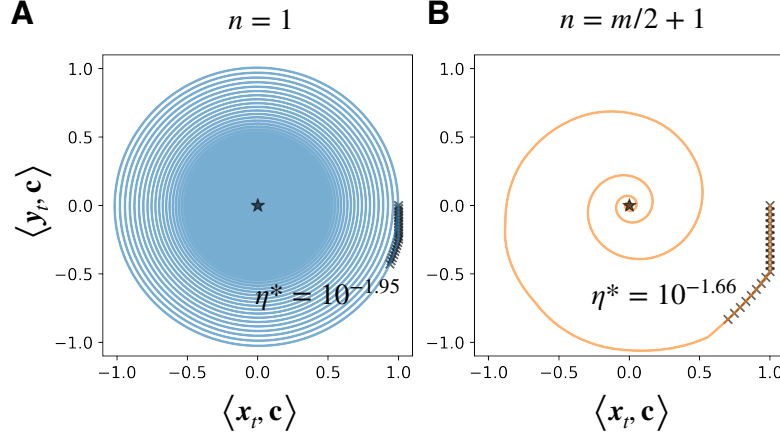 A
n = 1
B
n = m/2 + 1
1.0
0.5
0.0
−0.5
−1.0
⟨y_t, c⟩
η* = 10^{−1.95}
−1.0 −0.5 0.0 0.5 1.0
⟨x_t, c⟩
1.0
0.5
0.0
−0.5
−1.0
η* = 10^{−1.66}
−1.0 −0.5 0.0 0.5 1.0
⟨x_t, c⟩